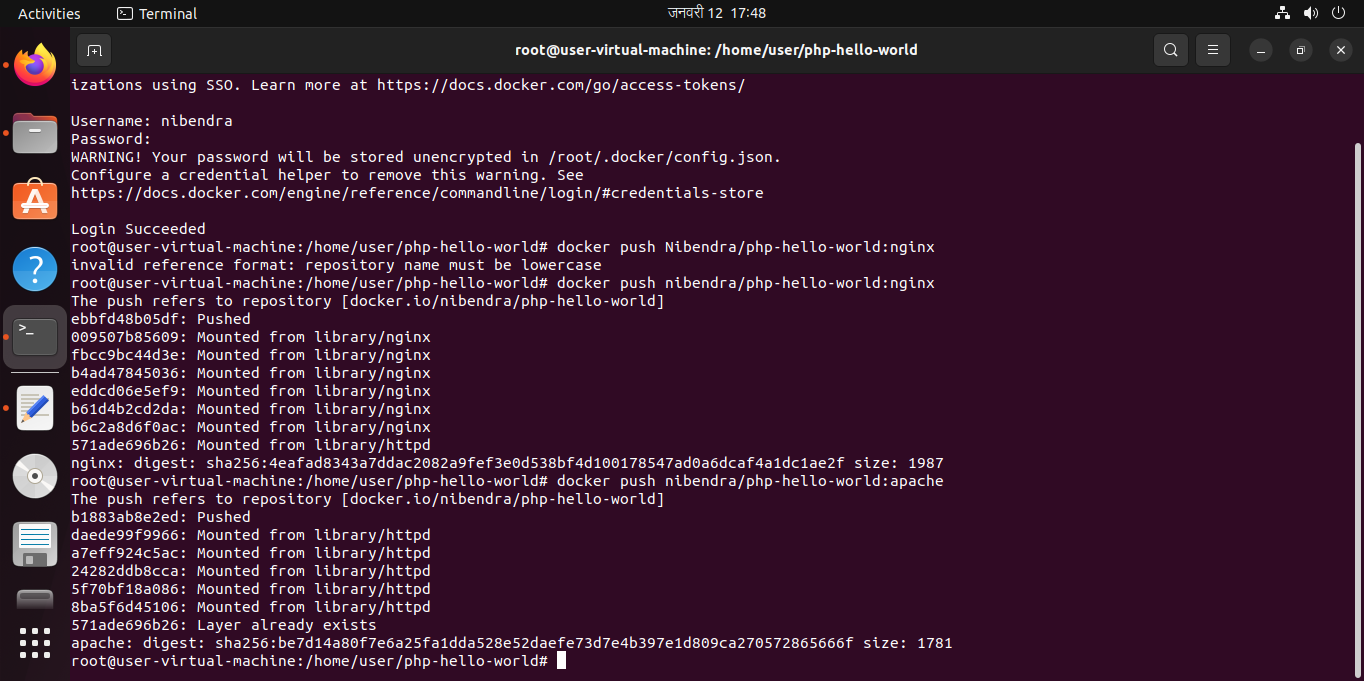 Activities
Terminal
जनवरी 12 17:48
root@user-virtual-machine: /home/user/php-hello-world
izations using SSO. Learn more at https://docs.docker.com/go/access-tokens/
Username: nibendra
Password:
WARNING! Your password will be stored unencrypted in /root/.docker/config.json.
Configure a credential helper to remove this warning. See
https://docs.docker.com/engine/reference/commandline/login/#credentials-store
Login Succeeded
root@user-virtual-machine:/home/user/php-hello-world# docker push Nibendra/php-hello-world:nginx
invalid reference format: repository name must be lowercase
root@user-virtual-machine:/home/user/php-hello-world# docker push nibendra/php-hello-world:nginx
The push refers to repository [docker.io/nibendra/php-hello-world]
ebbfd48b05df: Pushed
009507b85609: Mounted from library/nginx
fbcc9bc44d3e: Mounted from library/nginx
b4ad47845036: Mounted from library/nginx
eddcd06e5ef9: Mounted from library/nginx
b61d4b2cd2da: Mounted from library/nginx
b6c2a8d6f0ac: Mounted from library/nginx
571ade696b26: Mounted from library/httpd
nginx: digest: sha256:4eafad8343a7ddac2082a9fef3e0d538bf4d100178547ad0a6dcaf4a1dc1ae2f size: 1987
root@user-virtual-machine:/home/user/php-hello-world# docker push nibendra/php-hello-world:apache
The push refers to repository [docker.io/nibendra/php-hello-world]
b1883ab8e2ed: Pushed
daede99f9966: Mounted from library/httpd
a7eff924c5ac: Mounted from library/httpd
24282ddb8cca: Mounted from library/httpd
5f70bf18a086: Mounted from library/httpd
8ba5f6d45106: Mounted from library/httpd
571ade696b26: Layer already exists
apache: digest: sha256:be7d14a80f7e6a25fa1dda528e52daefe73d7e4b397e1d809ca270572865666f size: 1781
root@user-virtual-machine:/home/user/php-hello-world#